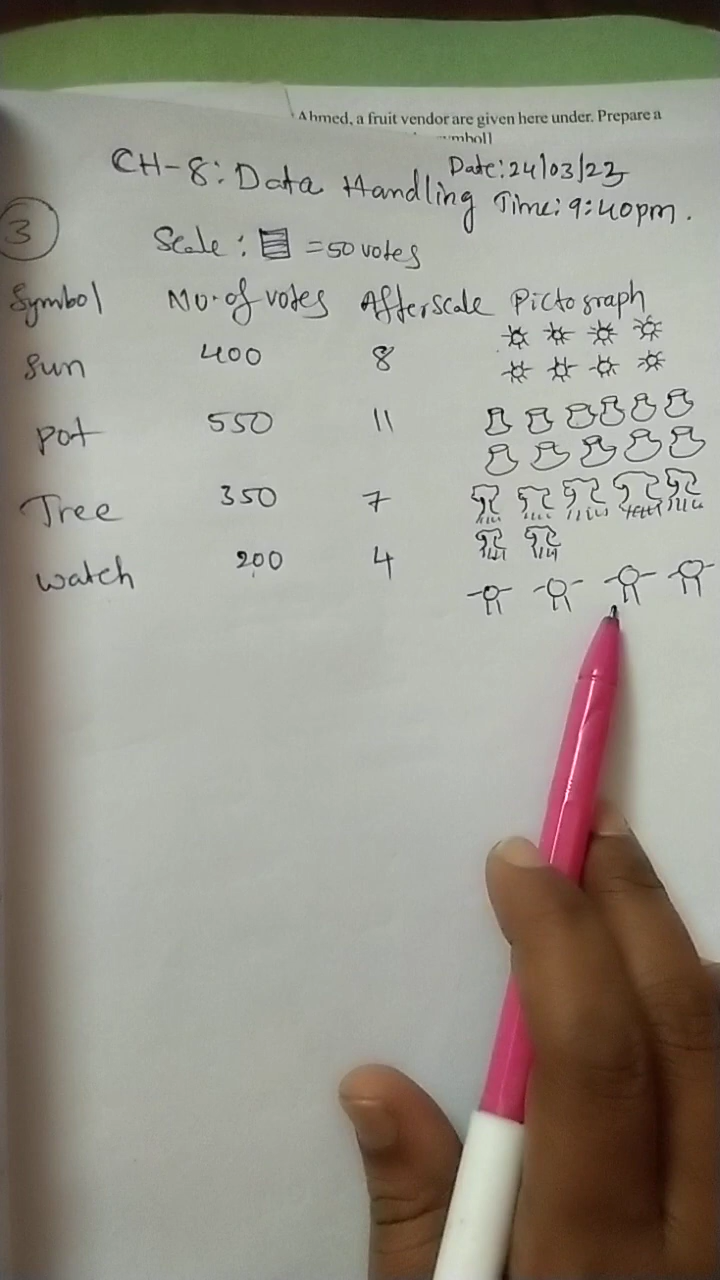 Ahmed, a fruit vendor are given here under. Prepare a
symbol]
CH-8: Data Handling
Date: 24/03/23
Time: 9:40pm.
3
Scale: = 50 votes
Symbol No. of votes Afterscale Pictograph
Sun 400 8
Pot 550 11
Tree 350 7
Watch 200 4